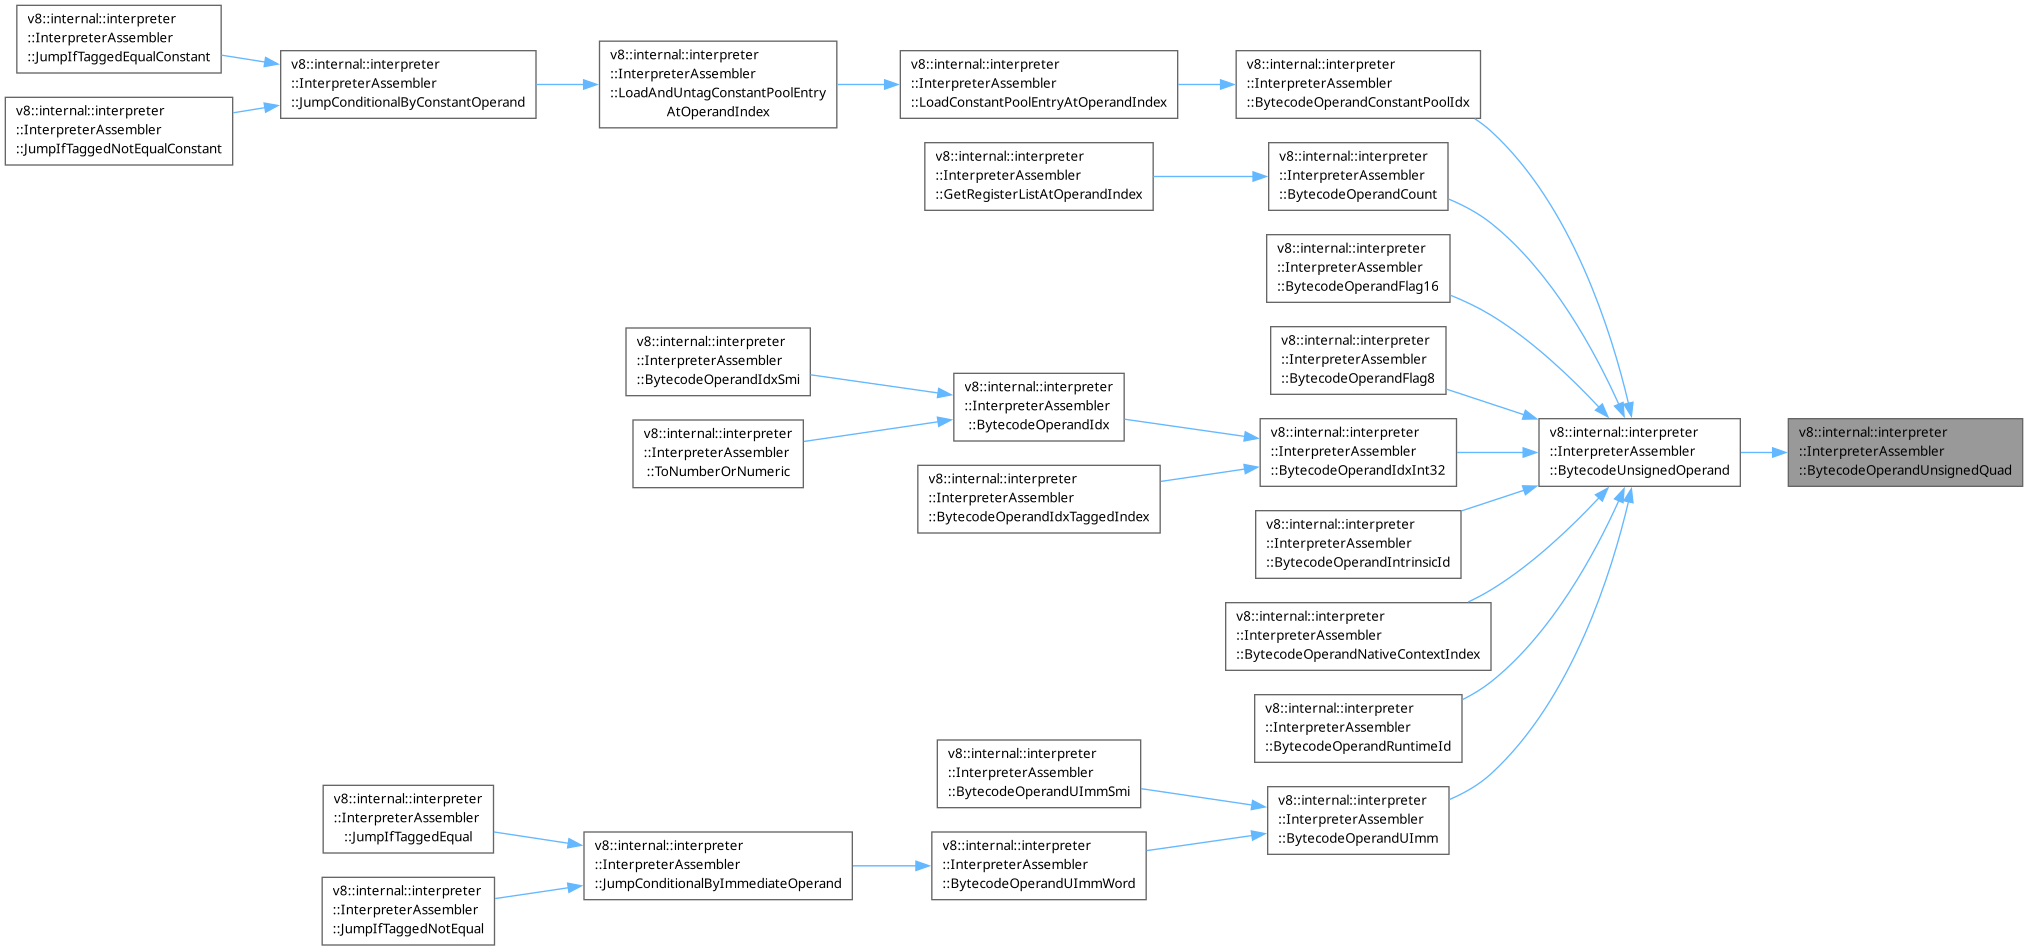 v8::internal::interpreter
::InterpreterAssembler
::JumpIfTaggedEqualConstant
v8::internal::interpreter
::InterpreterAssembler
::JumpIfTaggedNotEqualConstant
v8::internal::interpreter
::InterpreterAssembler
::JumpConditionalByConstantOperand
v8::internal::interpreter
::InterpreterAssembler
::LoadAndUntagConstantPoolEntry
AtOperandIndex
v8::internal::interpreter
::InterpreterAssembler
::LoadConstantPoolEntryAtOperandIndex
v8::internal::interpreter
::InterpreterAssembler
::BytecodeOperandConstantPoolIdx
v8::internal::interpreter
::InterpreterAssembler
::GetRegisterListAtOperandIndex
v8::internal::interpreter
::InterpreterAssembler
::BytecodeOperandCount
v8::internal::interpreter
::InterpreterAssembler
::BytecodeOperandFlag16
v8::internal::interpreter
::InterpreterAssembler
::BytecodeOperandFlag8
v8::internal::interpreter
::InterpreterAssembler
::BytecodeOperandIdxSmi
v8::internal::interpreter
::InterpreterAssembler
::ToNumberOrNumeric
v8::internal::interpreter
::InterpreterAssembler
::BytecodeOperandIdx
v8::internal::interpreter
::InterpreterAssembler
::BytecodeOperandIdxTaggedIndex
v8::internal::interpreter
::InterpreterAssembler
::BytecodeOperandIdxInt32
v8::internal::interpreter
::InterpreterAssembler
::BytecodeUnsignedOperand
v8::internal::interpreter
::InterpreterAssembler
::BytecodeOperandUnsignedQuad
v8::internal::interpreter
::InterpreterAssembler
::BytecodeOperandIntrinsicId
v8::internal::interpreter
::InterpreterAssembler
::BytecodeOperandNativeContextIndex
v8::internal::interpreter
::InterpreterAssembler
::BytecodeOperandRuntimeId
v8::internal::interpreter
::InterpreterAssembler
::BytecodeOperandUImmSmi
v8::internal::interpreter
::InterpreterAssembler
::BytecodeOperandUImm
v8::internal::interpreter
::InterpreterAssembler
::JumpIfTaggedEqual
v8::internal::interpreter
::InterpreterAssembler
::JumpIfTaggedNotEqual
v8::internal::interpreter
::InterpreterAssembler
::JumpConditionalByImmediateOperand
v8::internal::interpreter
::InterpreterAssembler
::BytecodeOperandUImmWord